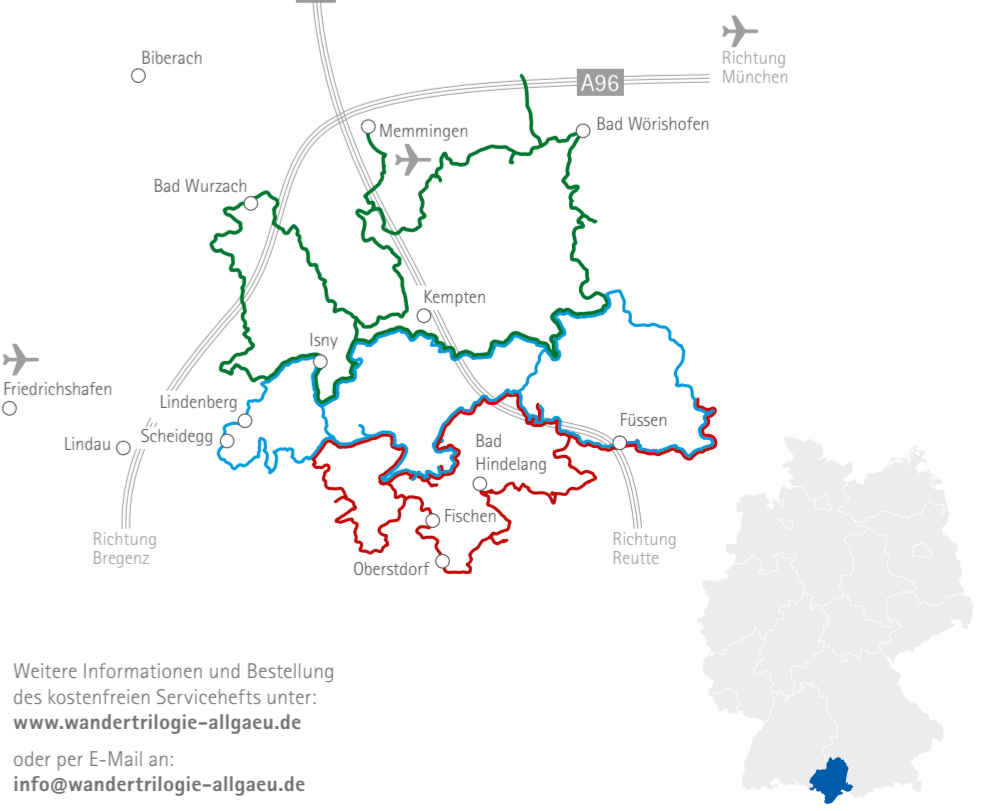 Biberach
Richtung
München
A96
Memmingen
Bad Wörishofen
Bad Wurzach
Kempten
Isny
Friedrichshafen
Lindenberg
Lindau
Scheidegg
Füssen
Bad
Hindelang
Fischen
Richtung
Bregenz
Richtung
Reutte
Oberstdorf
Weitere Informationen und Bestellung
des kostenfreien Servicehefts unter:
www.wandertrilogie-allgaeu.de
oder per E-Mail an:
info@wandertrilogie-allgaeu.de